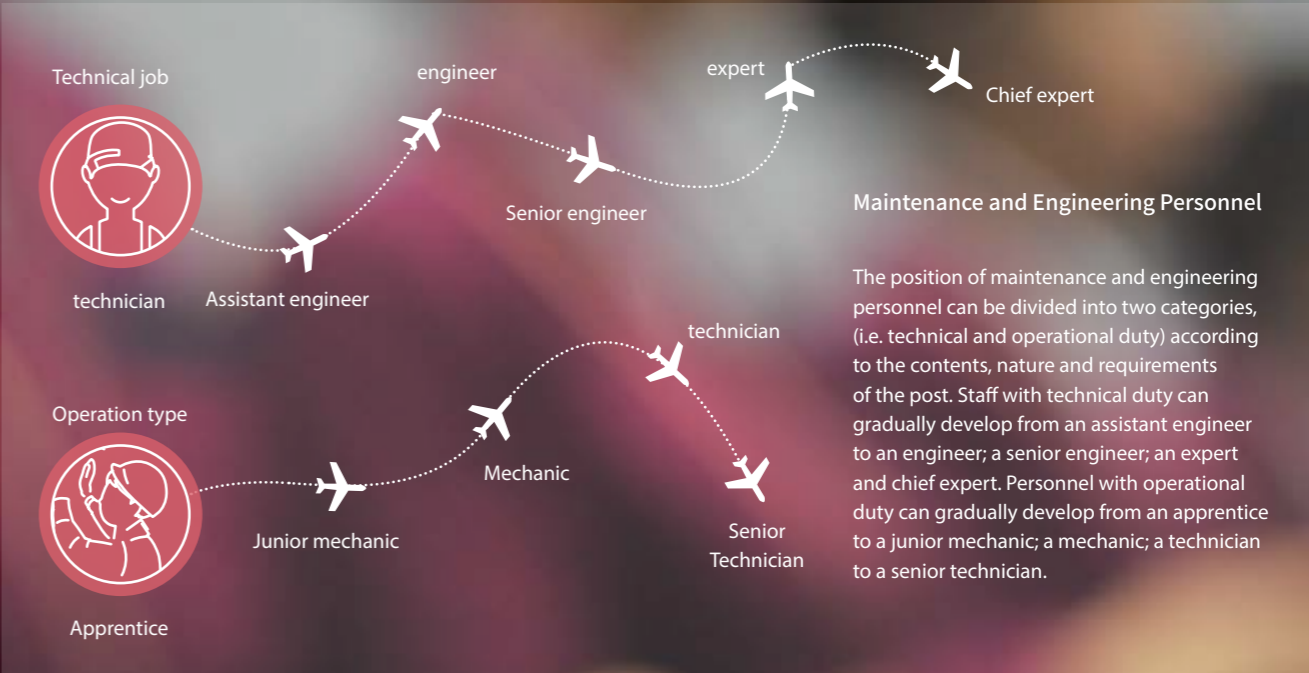 Technical job
technician
Assistant engineer
engineer
Senior engineer
expert
Chief expert
Operation type
Apprentice
Junior mechanic
Mechanic
technician
Senior
Technician
Maintenance and Engineering Personnel
The position of maintenance and engineering
personnel can be divided into two categories,
(i.e. technical and operational duty) according
to the contents, nature and requirements
of the post. Staff with technical duty can
gradually develop from an assistant engineer
to an engineer; a senior engineer; an expert
and chief expert. Personnel with operational
duty can gradually develop from an apprentice
to a junior mechanic; a mechanic; a technician
to a senior technician.